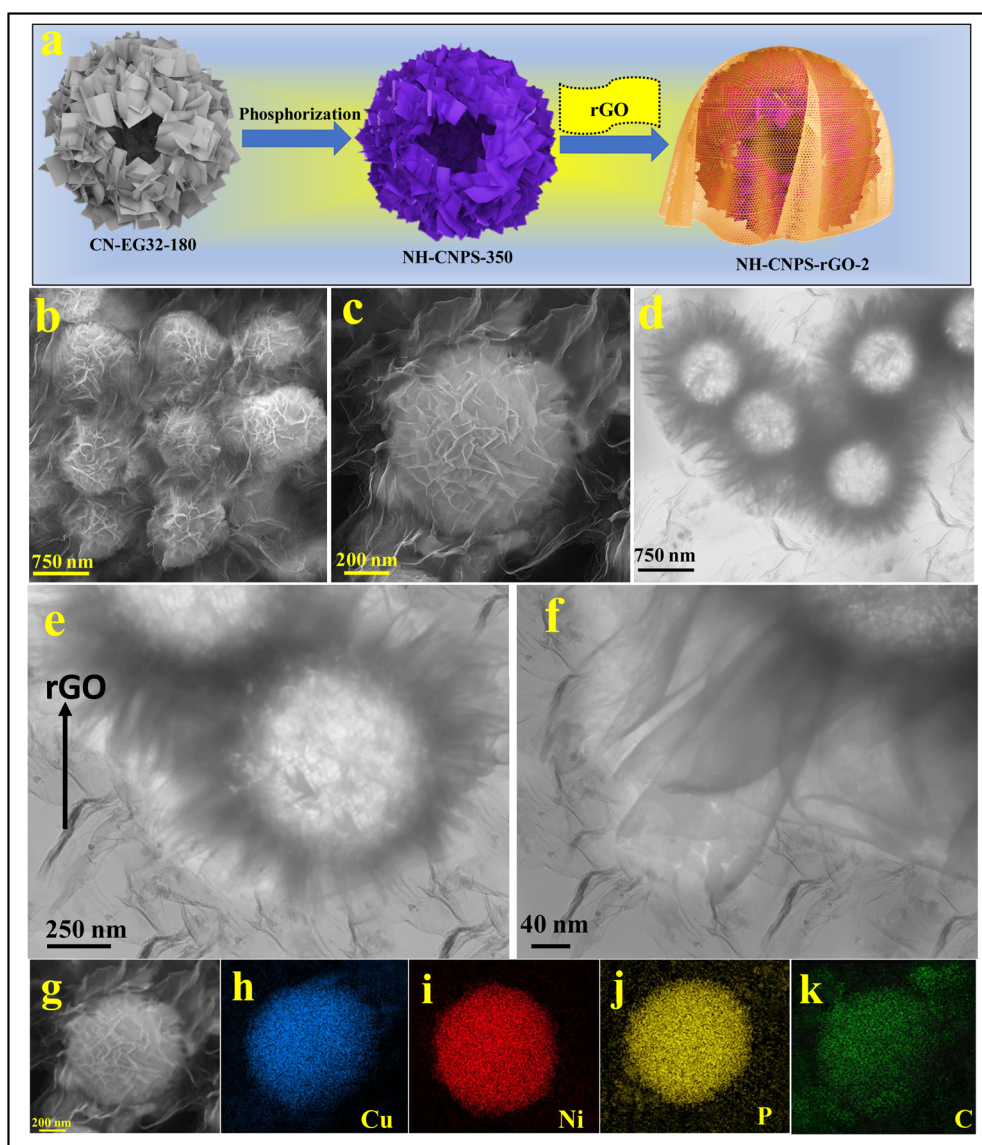 a
Phosphorization
rGO
CN-EG32-180
NH-CNPS-350
NH-CNPS-rGO-2
b
750 nm
c
200 nm
d
750 nm
e
rGO
250 nm
f
40 nm
g
200 nm
h
Cu
i
Ni
j
P
k
C